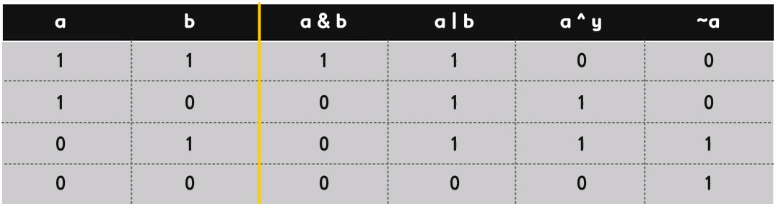 a b a & b a | b a ^ y ~a
1 1 1 1 0 0
1 0 0 1 1 0
0 1 0 1 1 1
0 0 0 0 0 1